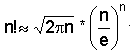 n! ≈ √2πn * (n/e)^n.